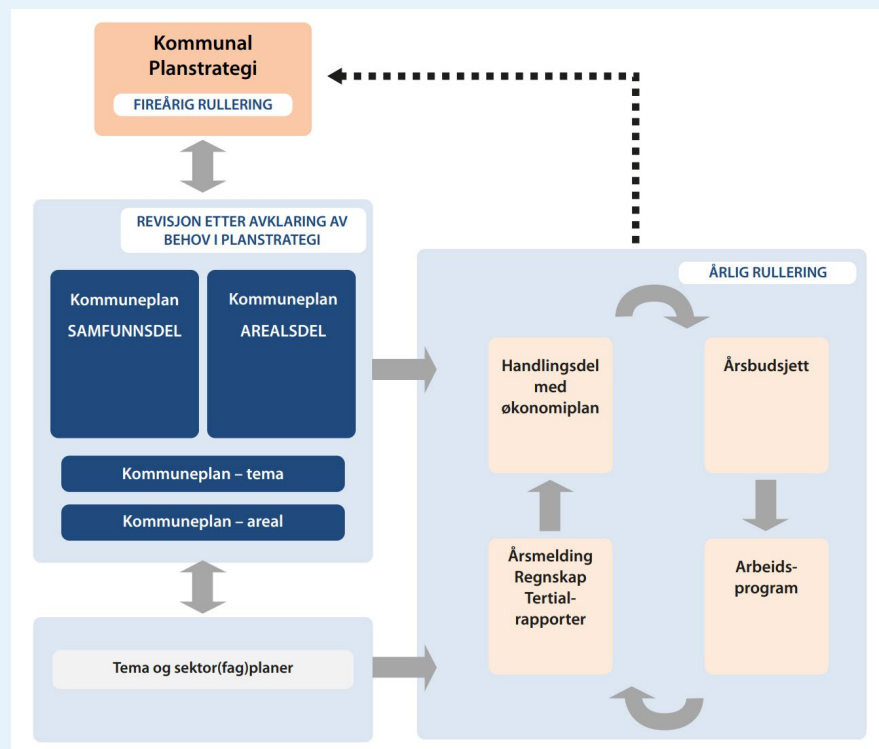 Kommunal
Planstrategi
FIREÅRIG RULLERING
REVISJON ETTER AVKLARING AV
BEHOV I PLANSTRATEGI
Kommuneplan
SAMFUNNSDEL
Kommuneplan
AREALSDEL
Kommuneplan – tema
Kommuneplan – areal
Tema og sektor(fag)planer
ÅRLIG RULLERING
Handlingsdel
med
økonomiplan
Årsbudsjett
Årsmelding
Regnskap
Tertial-
rapporter
Arbeids-
program